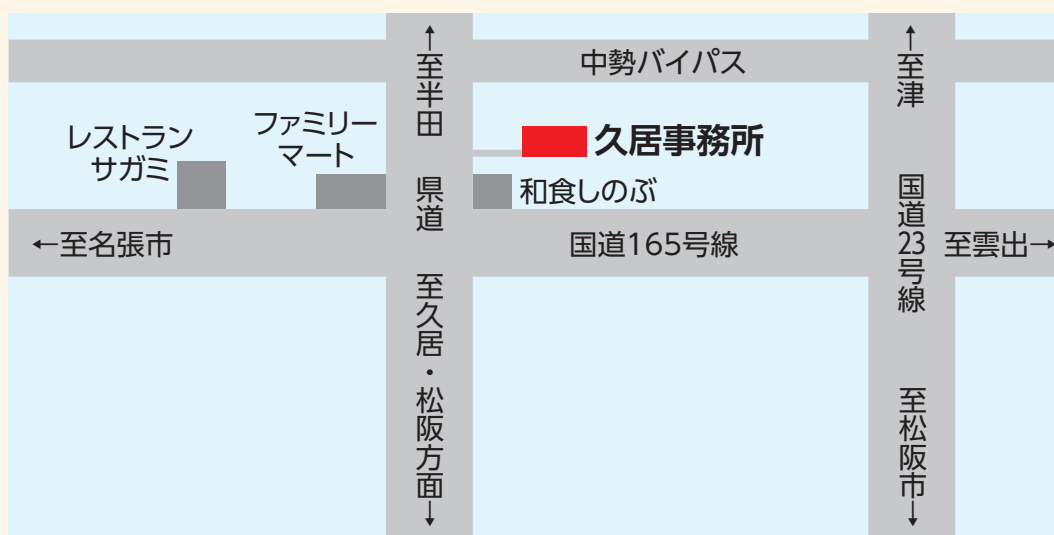 ↑至半田
中勢バイパス
↑至津
レストラン
サガミ
ファミリー
マート
久居事務所
県道
和食しのぶ
国道23号線
←至名張市
国道165号線
至雲出→
至久居・松阪方面↓
至松阪市↓